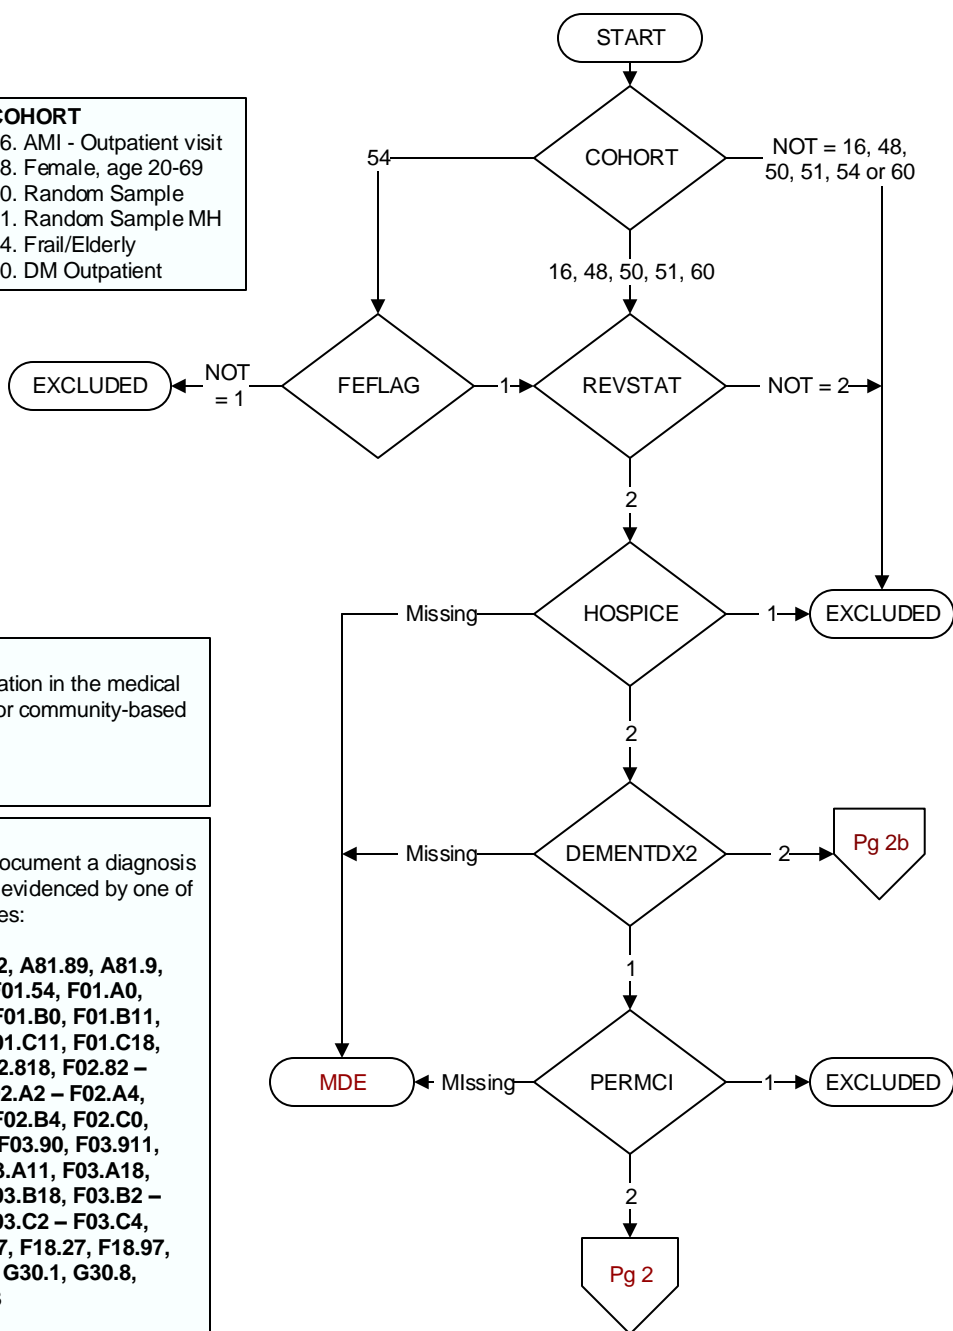 START
COHORT
6. AMI - Outpatient visit
8. Female, age 20-69
0. Random Sample
1. Random Sample MH
4. Frail/Elderly
0. DM Outpatient
54
COHORT
NOT = 16, 48,
50, 51, 54 or 60
16, 48, 50, 51, 60
EXCLUDED
NOT
= 1
FEFLAG
1
REVSTAT
NOT = 2
2
Missing
HOSPICE
1
EXCLUDED
ation in the medical
or community-based
2
Missing
DEMENTDX2
2
Pg 2b
ocument a diagnosis
evidenced by one of
es:
2, A81.89, A81.9,
F01.54, F01.A0,
F01.B0, F01.B11,
01.C11, F01.C18,
2.818, F02.82 –
2.A2 – F02.A4,
F02.B4, F02.C0,
F03.90, F03.911,
3.A11, F03.A18,
03.B18, F03.B2 –
03.C2 – F03.C4,
7, F18.27, F18.97,
G30.1, G30.8,
1
MDE
MIssing
PERMCI
1
EXCLUDED
2
Pg 2